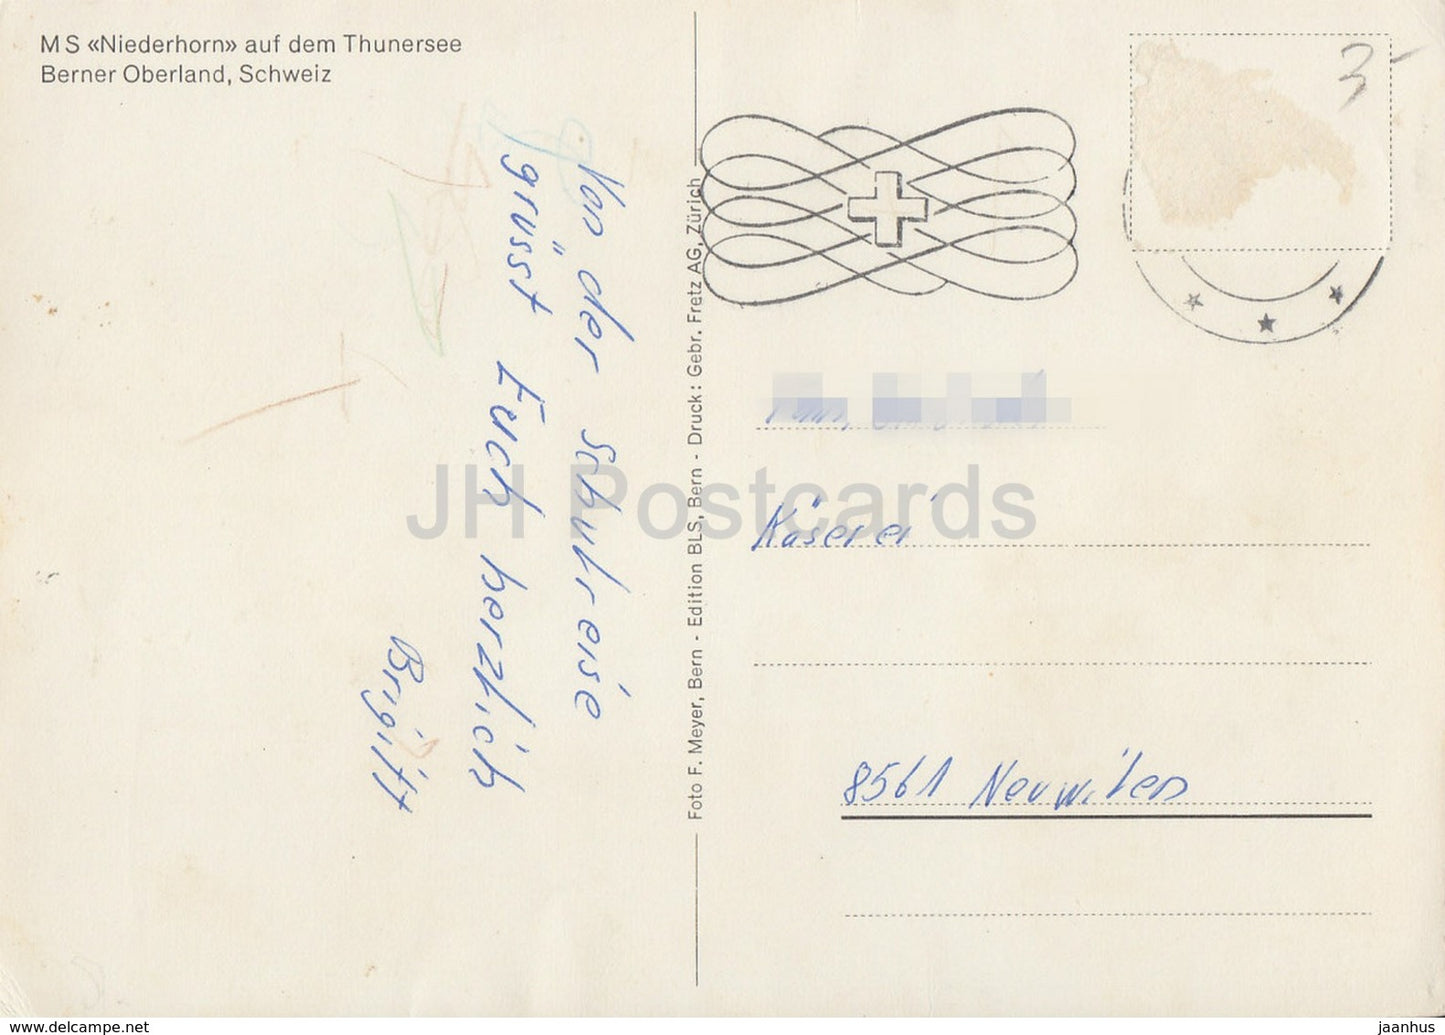 MS «Niederhorn» auf dem Thunersee
Berner Oberland, Schweiz
3-
Von der Schulreise
grüsst Euch herzlich
Brigitt
Foto F. Meyer, Bern - Edition BLS, Bern - Druck: Gebr. Fretz AG, Zürich
Käserei
8561 Neuwilen
JH Postcards
www.delcampe.net
jaanhus